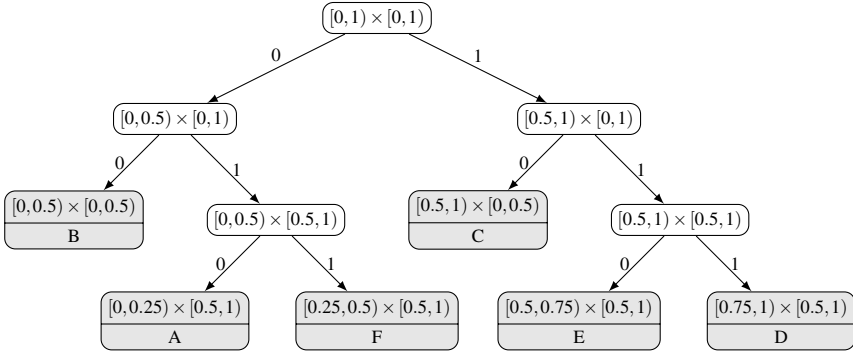 [0,1) × [0,1)
0
1
[0,0.5) × [0,1)
[0.5,1) × [0,1)
0
1
0
1
[0,0.5) × [0,0.5)
B
[0,0.5) × [0.5,1)
[0.5,1) × [0,0.5)
C
[0.5,1) × [0.5,1)
0
1
0
1
[0,0.25) × [0.5,1)
A
[0.25,0.5) × [0.5,1)
F
[0.5,0.75) × [0.5,1)
E
[0.75,1) × [0.5,1)
D